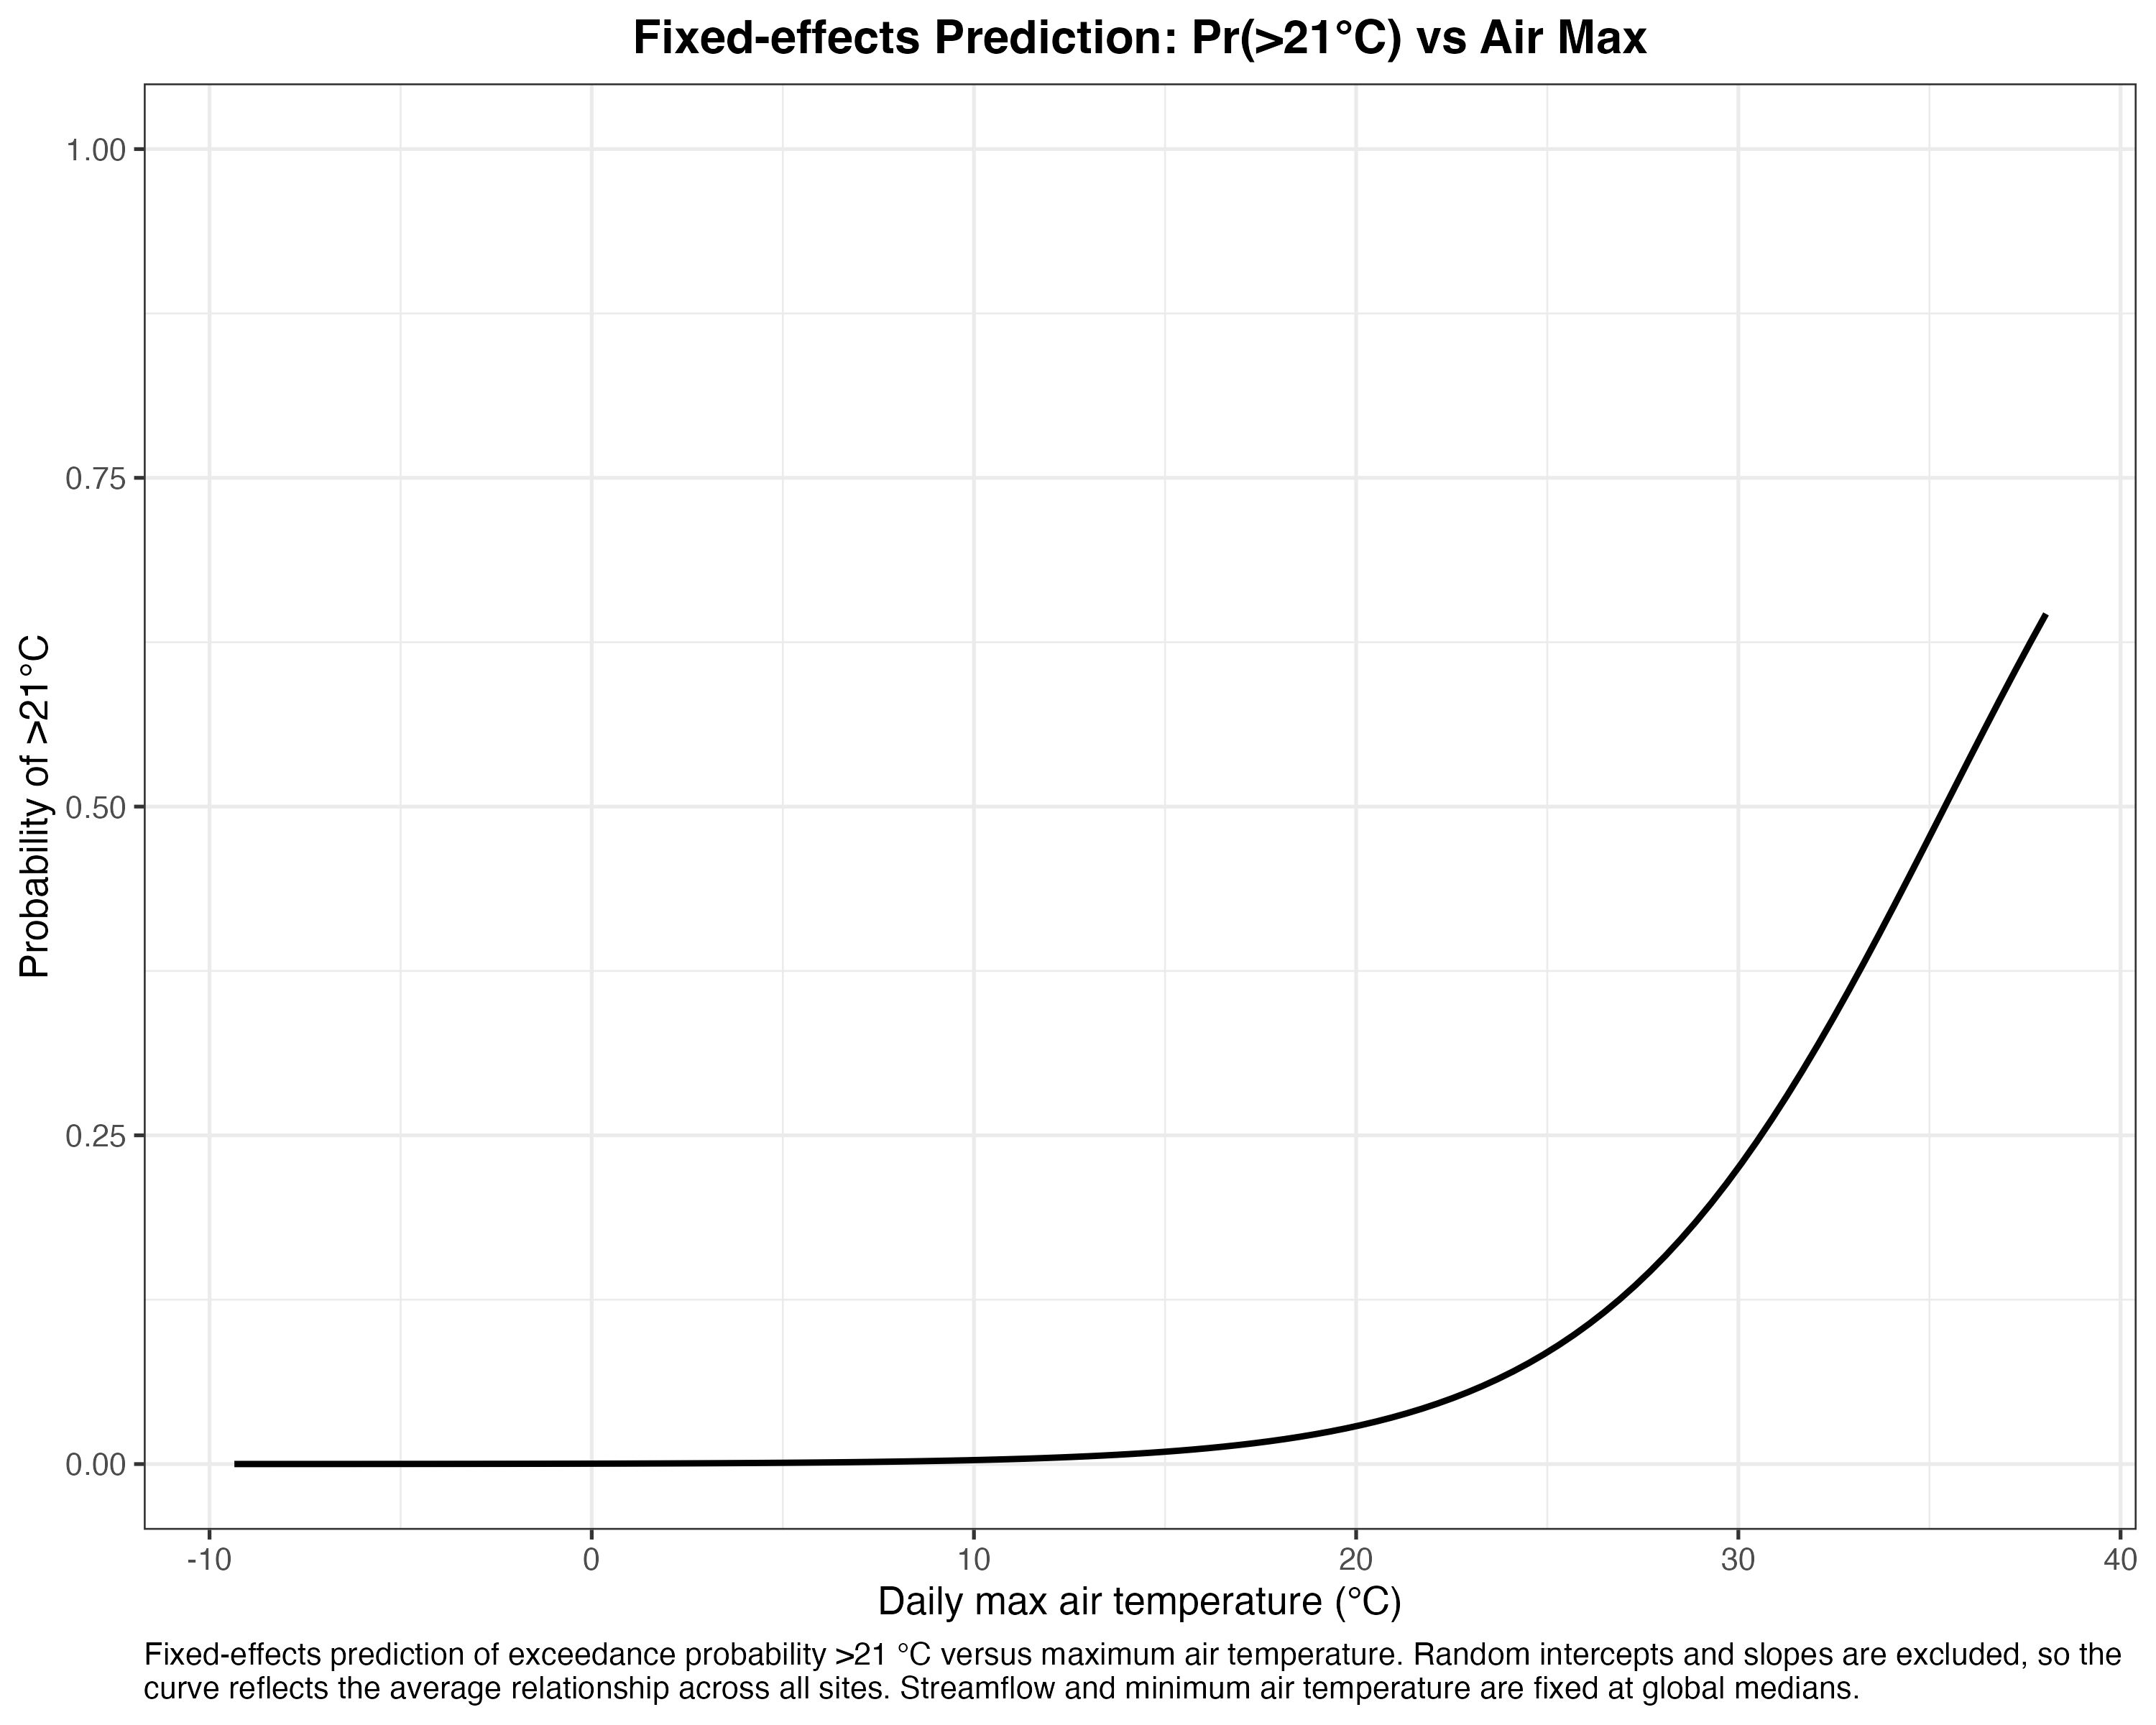 Fixed-effects Prediction: Pr(>21°C) vs Air Max
1.00
0.75
0.50
0.25
0.00
Probability of >21°C
-10 0 10 20 30 40
Daily max air temperature (°C)
Fixed-effects prediction of exceedance probability >21 °C versus maximum air temperature. Random intercepts and slopes are excluded, so the
curve reflects the average relationship across all sites. Streamflow and minimum air temperature are fixed at global medians.